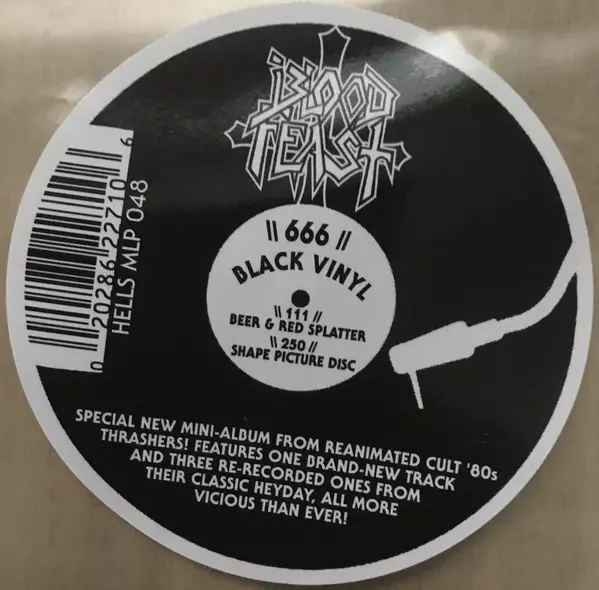 BLOOD
FEAST
|| 666 //
BLACK VINYL
|| 111 //
BEER & RED SPLATTER
|| 250 //
SHAPE PICTURE DISC
0 20286 22710 6
HELLS MLP 048
SPECIAL NEW MINI-ALBUM FROM REANIMATED CULT '80s
THRASHERS! FEATURES ONE BRAND-NEW TRACK
AND THREE RE-RECORDED ONES FROM
THEIR CLASSIC HEYDAY, ALL MORE
VICIOUS THAN EVER!